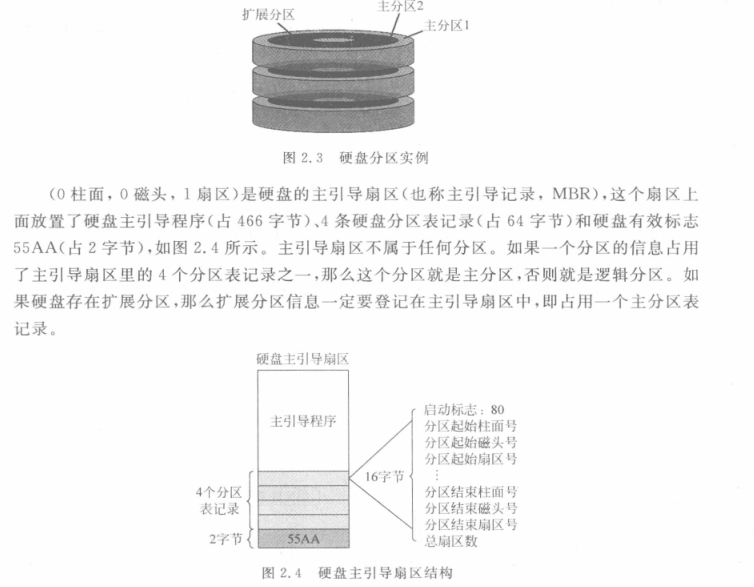 扩展分区
主分区2
主分区1
图 2.3 硬盘分区实例
(0 柱面，0 磁头，1 扇区)是硬盘的主引导扇区(也称主引导记录，MBR)，这个扇区上
面放置了硬盘主引导程序(占 466 字节)、4 条硬盘分区表记录(占 64 字节)和硬盘有效标志
55AA(占 2 字节)，如图 2.4 所示。主引导扇区不属于任何分区。如果一个分区的信息占用
了主引导扇区里的 4 个分区表记录之一，那么这个分区就是主分区，否则就是逻辑分区。如
果硬盘存在扩展分区，那么扩展分区信息一定要登记在主引导扇区中，即占用一个主分区表
记录。
硬盘主引导扇区
主引导程序
4个分区
表记录
2字节
55AA
16字节
启动标志：80
分区起始柱面号
分区起始磁头号
分区起始扇区号
⋮
分区结束柱面号
分区结束磁头号
分区结束扇区号
总扇区数
图 2.4 硬盘主引导扇区结构